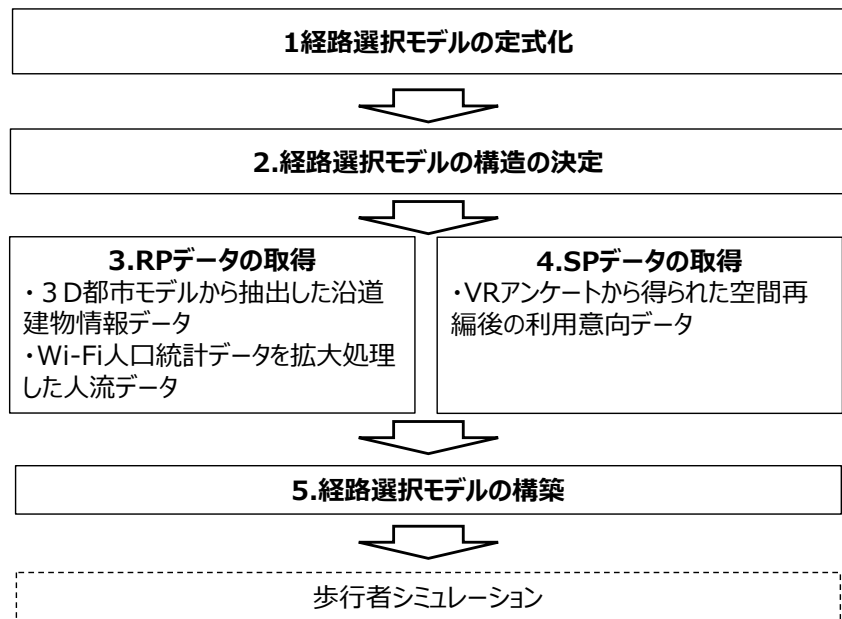 1経路選択モデルの定式化
2.経路選択モデルの構造の決定
3.RPデータの取得
・３D都市モデルから抽出した沿道
建物情報データ
・Wi-Fi人口統計データを拡大処理
した人流データ
4.SPデータの取得
・VRアンケートから得られた空間再
編後の利用意向データ
5.経路選択モデルの構築
歩行者シミュレーション